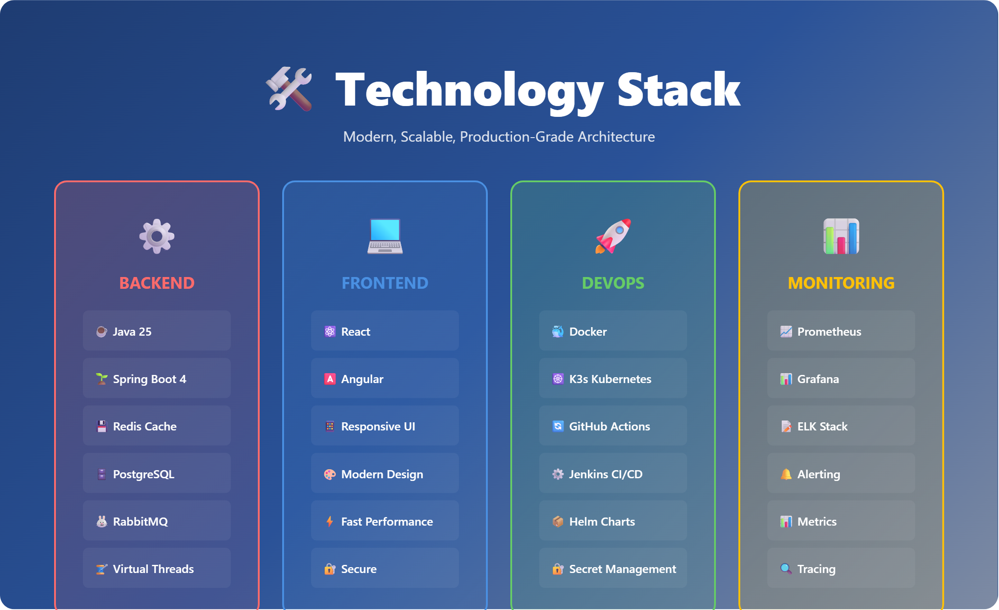 Technology Stack
Modern, Scalable, Production-Grade Architecture
BACKEND
Java 25
Spring Boot 4
Redis Cache
PostgreSQL
RabbitMQ
Virtual Threads
FRONTEND
React
Angular
Responsive UI
Modern Design
Fast Performance
Secure
DEVOPS
Docker
K3s Kubernetes
GitHub Actions
Jenkins CI/CD
Helm Charts
Secret Management
MONITORING
Prometheus
Grafana
ELK Stack
Alerting
Metrics
Tracing